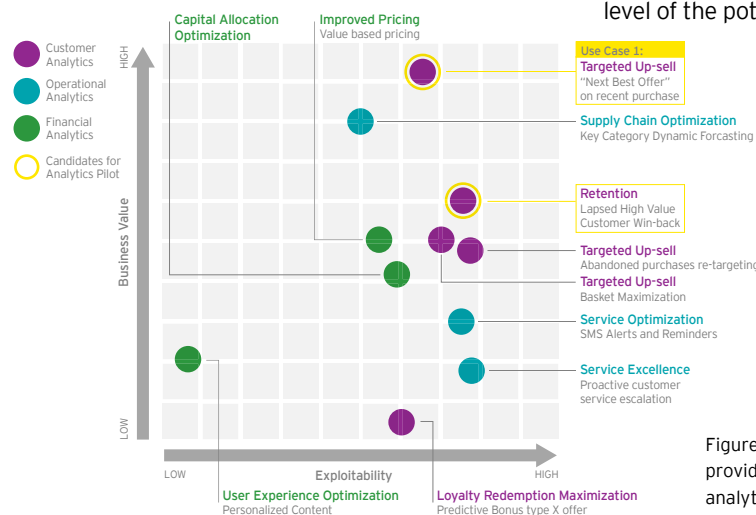 level of the pot
Capital Allocation
Optimization
Improved Pricing
Value based pricing
Customer
Analytics
Operational
Analytics
Financial
Analytics
Candidates for
Analytics Pilot
HIGH
Business Value
LOW
Use Case 1:
Targeted Up-sell
“Next Best Offer”
on recent purchase
Supply Chain Optimization
Key Category Dynamic Forcasting
Retention
Lapsed High Value
Customer Win-back
Targeted Up-sell
Abandoned purchases re-targeting
Targeted Up-sell
Basket Maximization
Service Optimization
SMS Alerts and Reminders
Service Excellence
Proactive customer
service escalation
LOW
Exploitability
HIGH
User Experience Optimization
Personalized Content
Loyalty Redemption Maximization
Predictive Bonus type X offer
Figure
provid
analyt